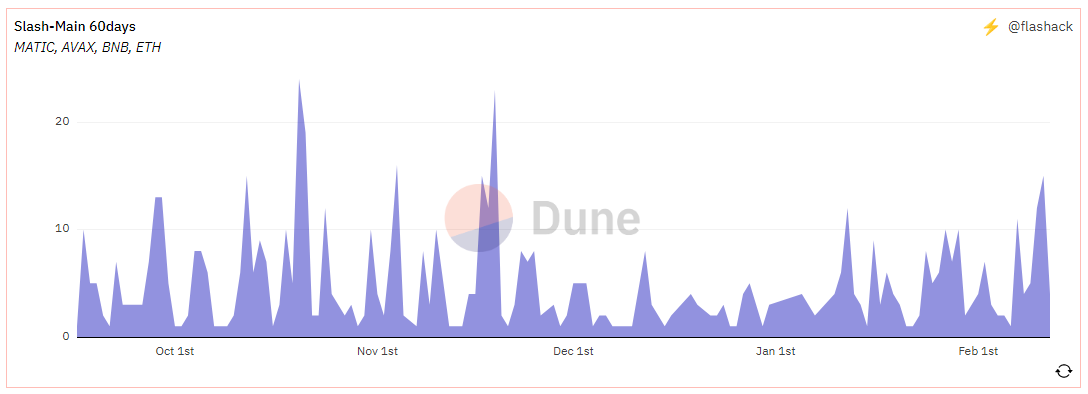 Slash-Main 60days
@flashack
MATIC, AVAX, BNB, ETH
20
10
0
Dune
Oct 1st
Nov 1st
Dec 1st
Jan 1st
Feb 1st